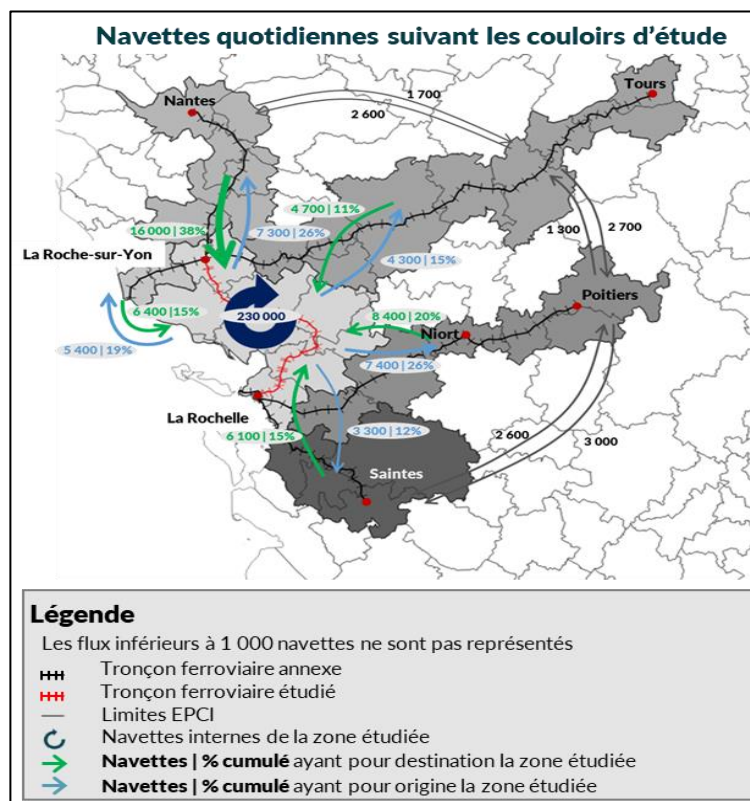 Navettes quotidiennes suivant les couloirs d’étude
Tours
Nantes
1 700
2 600
4 700|11%
16 000|38%
7 300|26%
1 300
2 700
La Roche-sur-Yon
4 300|15%
Poitiers
6 400|15%
230 000
8 400|20%
Niort
5 400|19%
7 400|26%
La Rochelle
3 300|12%
2 600
6 100|15%
3 000
Saintes
Légende
Les flux inférieurs à 1 000 navettes ne sont pas représentés
Tronçon ferroviaire annexe
Tronçon ferroviaire étudié
Limites EPCI
Navettes internes de la zone étudiée
Navettes | % cumulé ayant pour destination la zone étudiée
Navettes | % cumulé ayant pour origine la zone étudiée